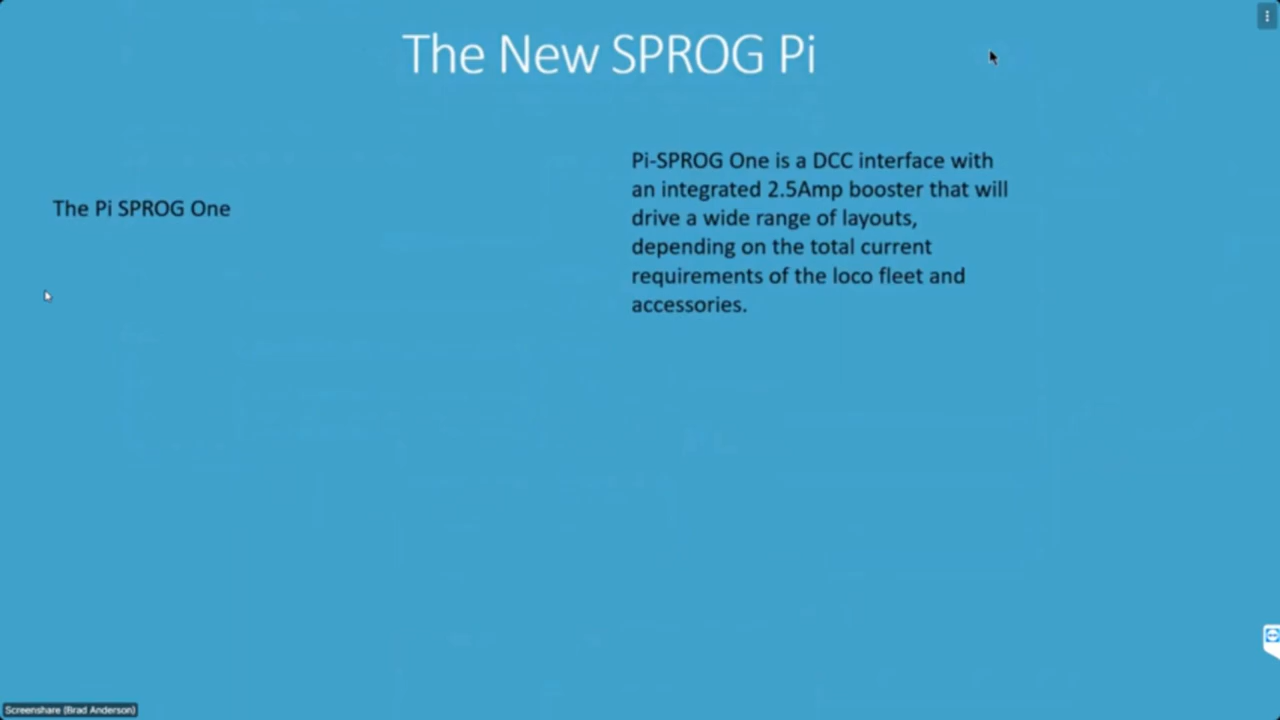 The New SPROG Pi
The Pi SPROG One
Pi-SPROG One is a DCC interface with
an integrated 2.5Amp booster that will
drive a wide range of layouts,
depending on the total current
requirements of the loco fleet and
accessories.
Screenshare (Brad Anderson)